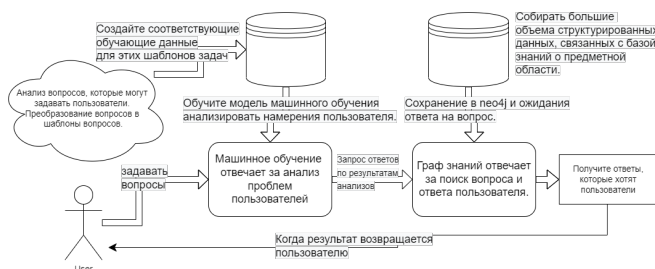 Создайте соответствующие
обучающие данные
для этих шаблонов задач
Собирать большие
объема структурированных
данных, связанных с базой
знаний о предметной
области.
Анализ вопросов, которые могут
задавать пользователи.
Преобразование вопросов в
шаблоны вопросов.
Обучите модель машинного обучения
анализировать намерения пользователя.
Сохранение в neo4j и ожидания
ответа на вопрос.
задавать
вопросы
Машинное обучение
отвечает за анализ
проблем
пользователей
Запрос ответов
по результатам
анализов
Граф знаний отвечает
за поиск вопроса и
ответа пользователя.
Получите ответы,
которые хотят
пользователи
Когда результат возвращается
пользователю
User